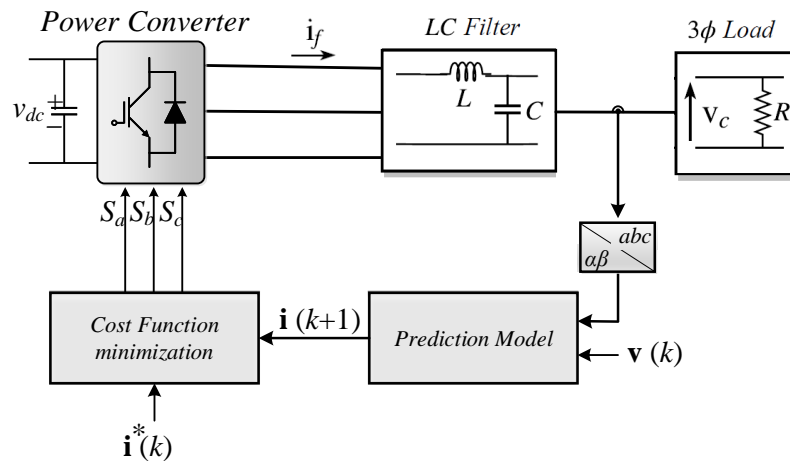 Power Converter
i_f
LC Filter
3ϕ Load
v_dc
+
−
L
C
v_c
R
S_a S_b S_c
abc
αβ
Cost Function
minimization
i (k+1)
Prediction Model
v (k)
i*(k)